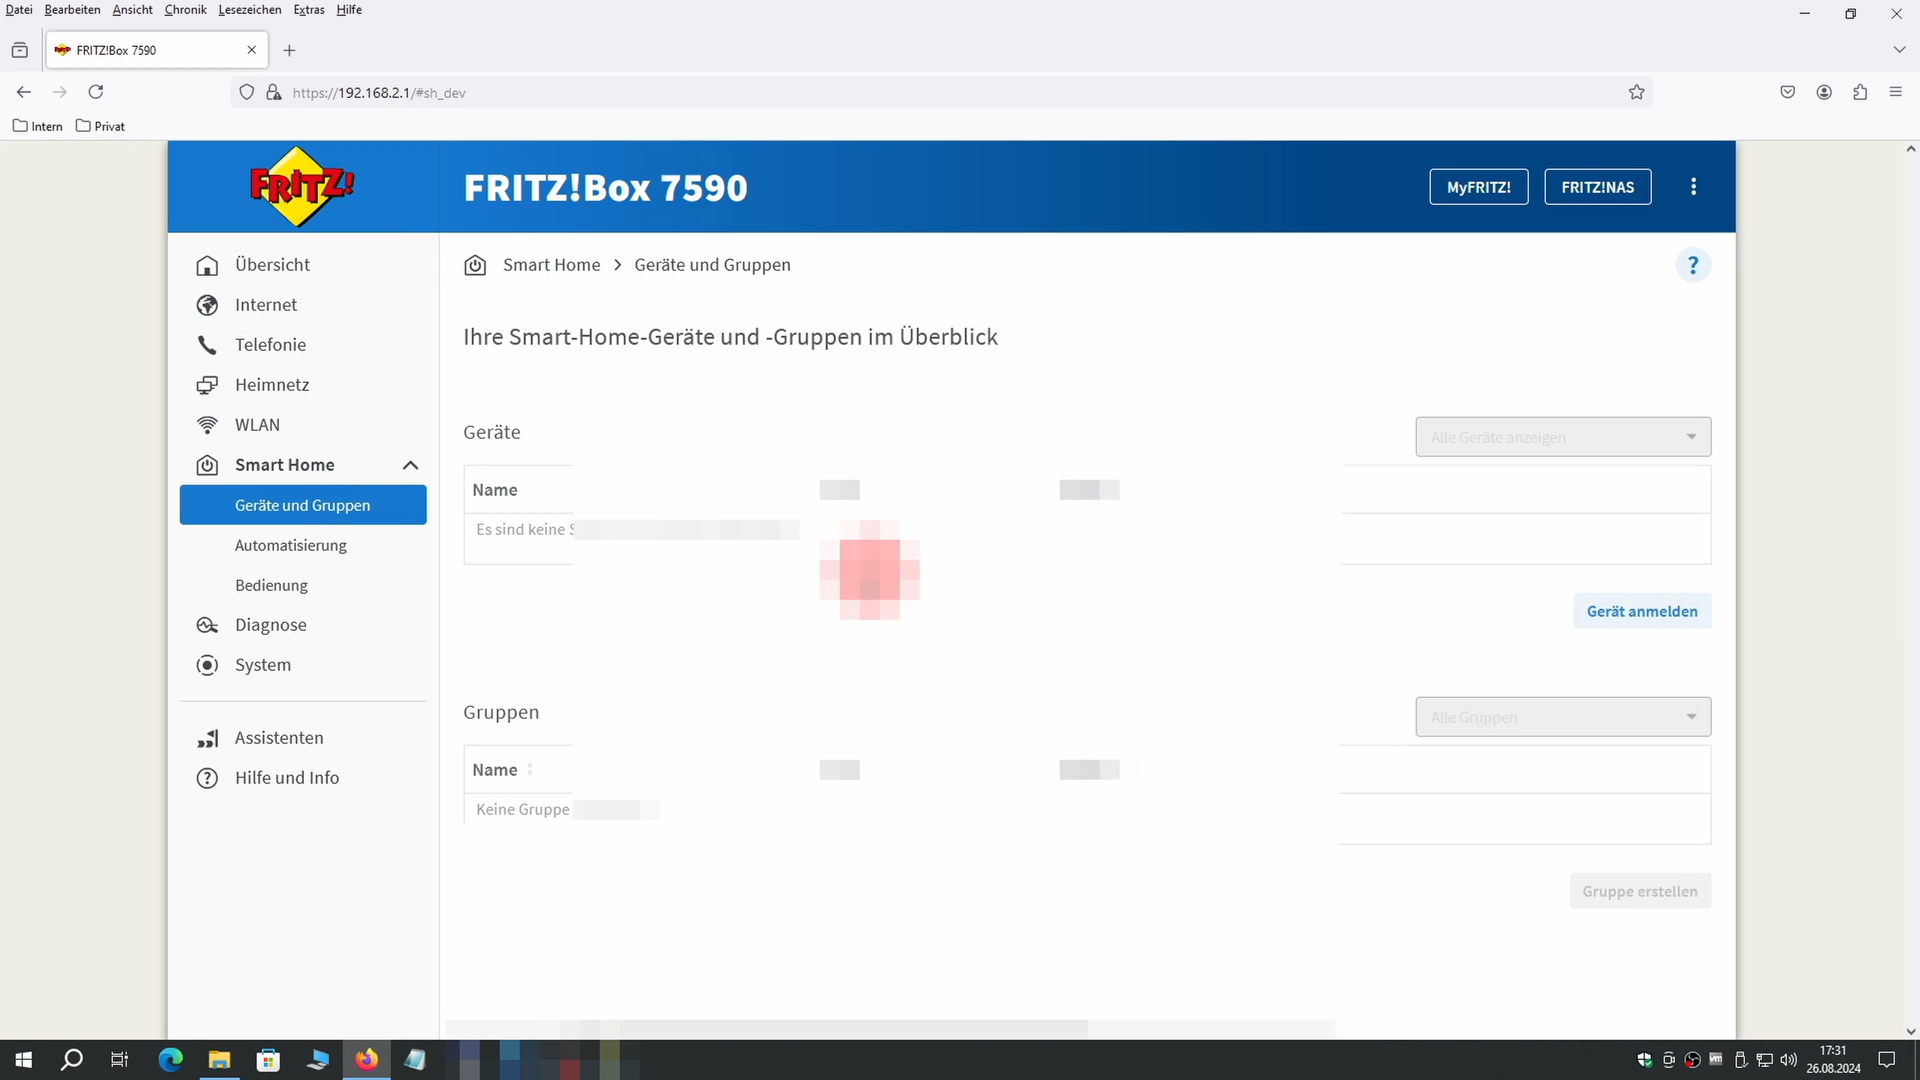 Datei Bearbeiten Ansicht Chronik Lesezeichen Extras Hilfe
FRITZ!Box 7590
https://192.168.2.1/#sh_dev
Intern Privat
FRITZ!
FRITZ!Box 7590
MyFRITZ!
FRITZ!NAS
Übersicht
Internet
Telefonie
Heimnetz
WLAN
Smart Home
Geräte und Gruppen
Automatisierung
Bedienung
Diagnose
System
Assistenten
Hilfe und Info
Smart Home > Geräte und Gruppen
?
Ihre Smart-Home-Geräte und -Gruppen im Überblick
Geräte
Alle Geräte anzeigen
Name
Es sind keine
Gerät anmelden
Gruppen
Alle Gruppen
Name
Keine Gruppe
Gruppe erstellen
17:31
26.08.2024